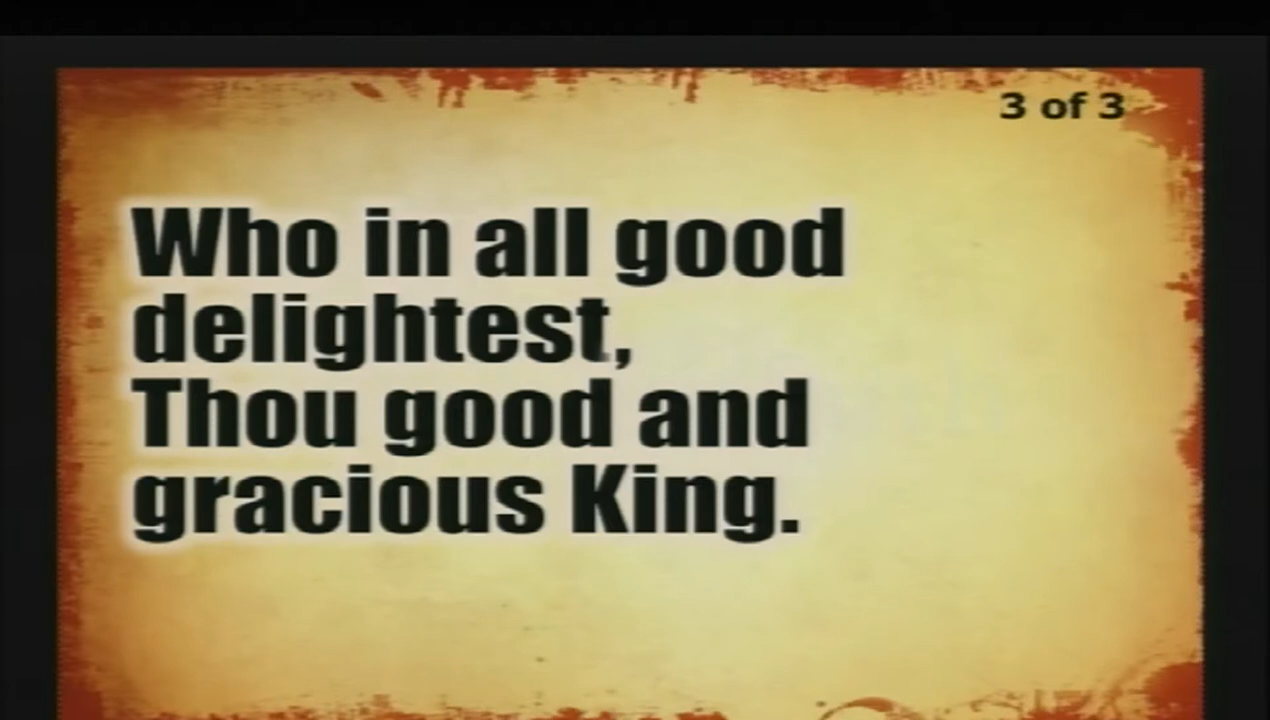 3 of 3
Who in all good
delightest,
Thou good and
gracious King.